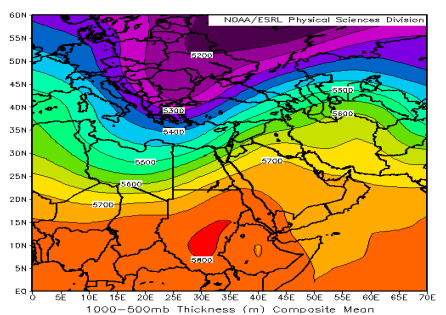 NOAA/ESRL Physical Sciences Division
60N
55N
50N
45N
40N
35N
30N
25N
20N
15N
10N
5N
EQ
5200
5300
5400
5500
5600
5500
5600
5700
5700
5800
0 5E 10E 15E 20E 25E 30E 35E 40E 45E 50E 55E 60E 65E 70E
1000-500mb Thickness (m) Composite Mean